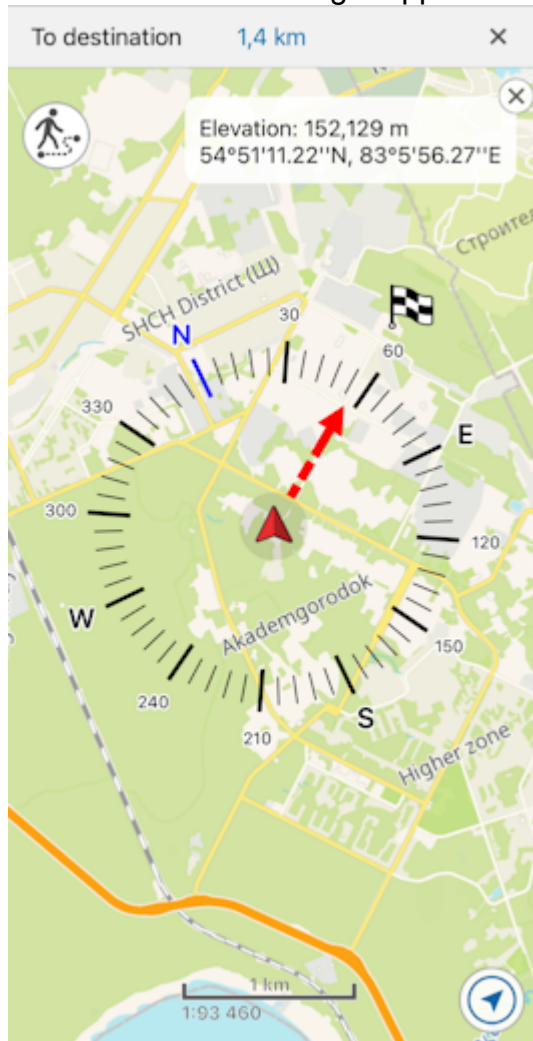 To destination 1,4 km
Elevation: 152,129 m
54°51'11.22''N, 83°5'56.27''E
SHCH District (Щ)
N
30
60
330
E
300
120
Akademgorodok
W
150
240
S
210
Higher zone
1 km
1:93 460